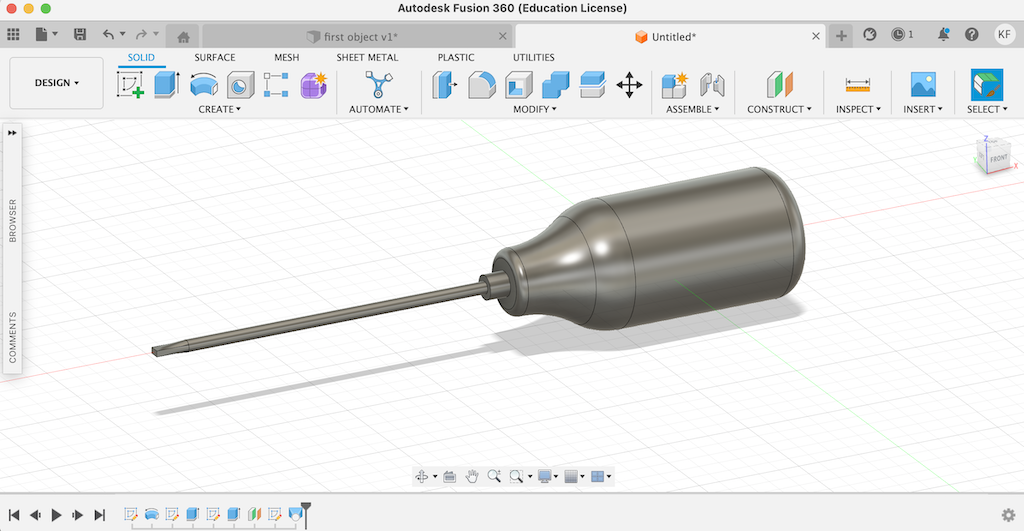 Autodesk Fusion 360 (Education License)
first object v1*
Untitled*
1
KF
SOLID SURFACE MESH SHEET METAL PLASTIC UTILITIES
DESIGN
CREATE AUTOMATE MODIFY ASSEMBLE CONSTRUCT INSPECT INSERT SELECT
BROWSER
COMMENTS
Z
FRONT
X